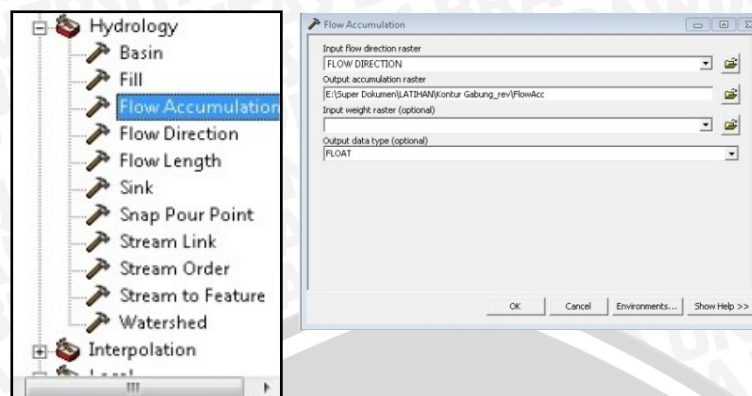 Hydrology
Basin
Fill
Flow Accumulation
Flow Direction
Flow Length
Sink
Snap Pour Point
Stream Link
Stream Order
Stream to Feature
Watershed
Interpolation
Flow Accumulation
Input flow direction raster
FLOW DIRECTION
Output accumulation raster
E:\Super Dokumen\LATIHAN\Kontur Gabung_rev\FlowAcc
Input weight raster (optional)
Output data type (optional)
FLOAT
OK Cancel Environments... Show Help >>